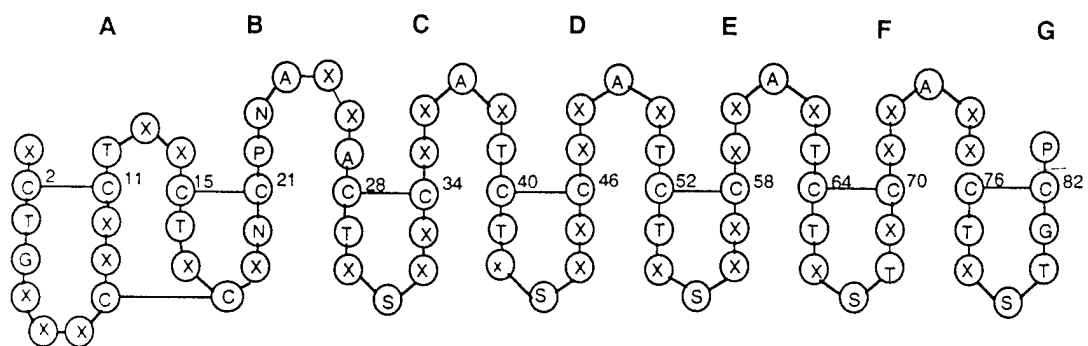 A B C D E F G
A X A A A A
N X X X X X X X X X
X
X T X P A X T X T X T X X P
C 2 C 11 C 15 C 21 C 28 C 34 C 40 C 46 C 52 C 58 C 64 C 70 C 76 C 82
T X T N T X T X T X T X T G
G X X X X X x X X X X T X T
X C C S S S S S
X X